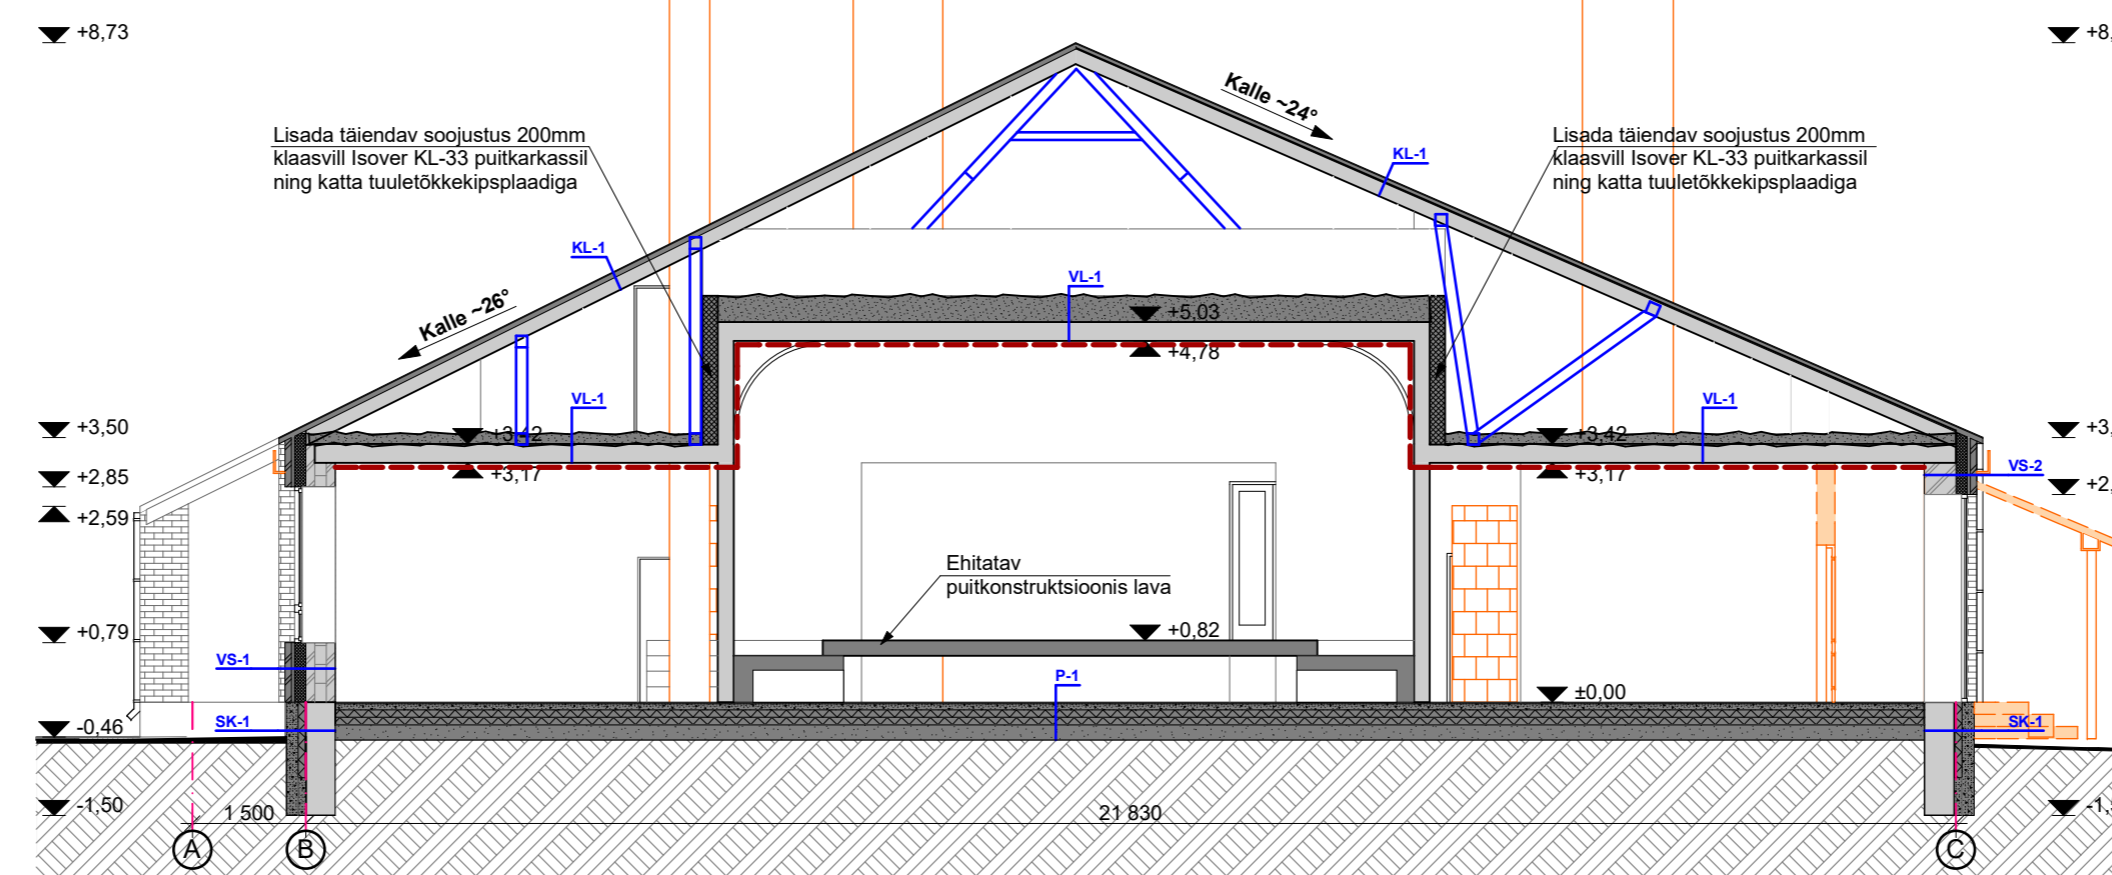 +8,73
+8,
Kalle ~24°
Lisada täiendav soojustus 200mm
klaasvill Isover KL-33 puitkarkassil
ning katta tuuletõkkekipsplaadiga
Lisada täiendav soojustus 200mm
klaasvill Isover KL-33 puitkarkassil
ning katta tuuletõkkekipsplaadiga
KL-1
KL-1
VL-1
Kalle ~26°
+5,03
+4,78
VL-1
VL-1
+3,50
+3,42
+3,42
+3,
+3,17
+3,17
VS-2
+2,85
+2,
+2,59
Ehitatav
puitkonstruktsioonis lava
+0,79
+0,82
VS-1
P-1
±0,00
-0,46
SK-1
SK-1
-1,50
1 500
21 830
-1,
A
B
C